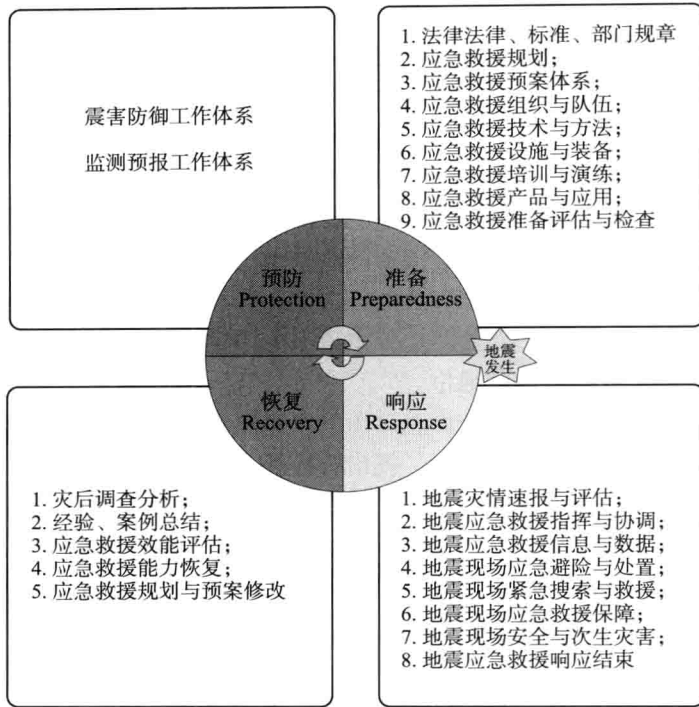 震害防御工作体系
监测预报工作体系
1. 法律法律、标准、部门规章
2. 应急救援规划；
3. 应急救援预案体系；
4. 应急救援组织与队伍；
5. 应急救援技术与方法；
6. 应急救援设施与装备；
7. 应急救援培训与演练；
8. 应急救援产品与应用；
9. 应急救援准备评估与检查
预防
Protection
准备
Preparedness
地震
发生
恢复
Recovery
响应
Response
1. 灾后调查分析；
2. 经验、案例总结；
3. 应急救援效能评估；
4. 应急救援能力恢复；
5. 应急救援规划与预案修改
1. 地震灾情速报与评估；
2. 地震应急救援指挥与协调；
3. 地震应急救援信息与数据；
4. 地震现场应急避险与处置；
5. 地震现场紧急搜索与救援；
6. 地震现场应急救援保障；
7. 地震现场安全与次生灾害；
8. 地震应急救援响应结束